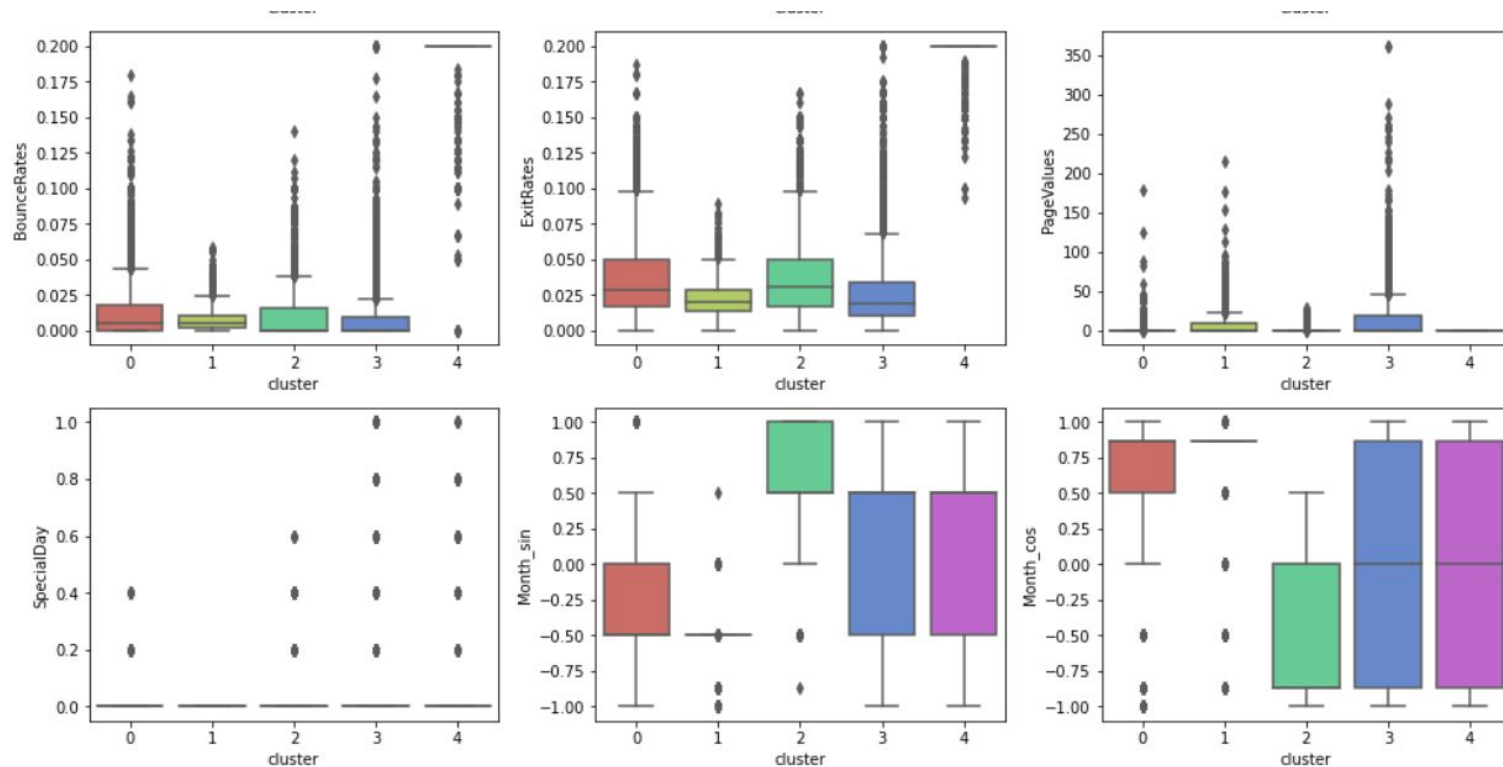 0.200
0.175
0.150
0.125
0.100
0.075
0.050
0.025
0.000
BounceRates
0 1 2 3 4
cluster
0.200
0.175
0.150
0.125
0.100
0.075
0.050
0.025
0.000
ExitRates
0 1 2 3 4
cluster
350
300
250
200
150
100
50
0
PageValues
0 1 2 3 4
cluster
1.0
0.8
0.6
0.4
0.2
0.0
SpecialDay
0 1 2 3 4
cluster
1.00
0.75
0.50
0.25
0.00
−0.25
−0.50
−0.75
−1.00
Month_sin
0 1 2 3 4
cluster
1.00
0.75
0.50
0.25
0.00
−0.25
−0.50
−0.75
−1.00
Month_cos
0 1 2 3 4
cluster